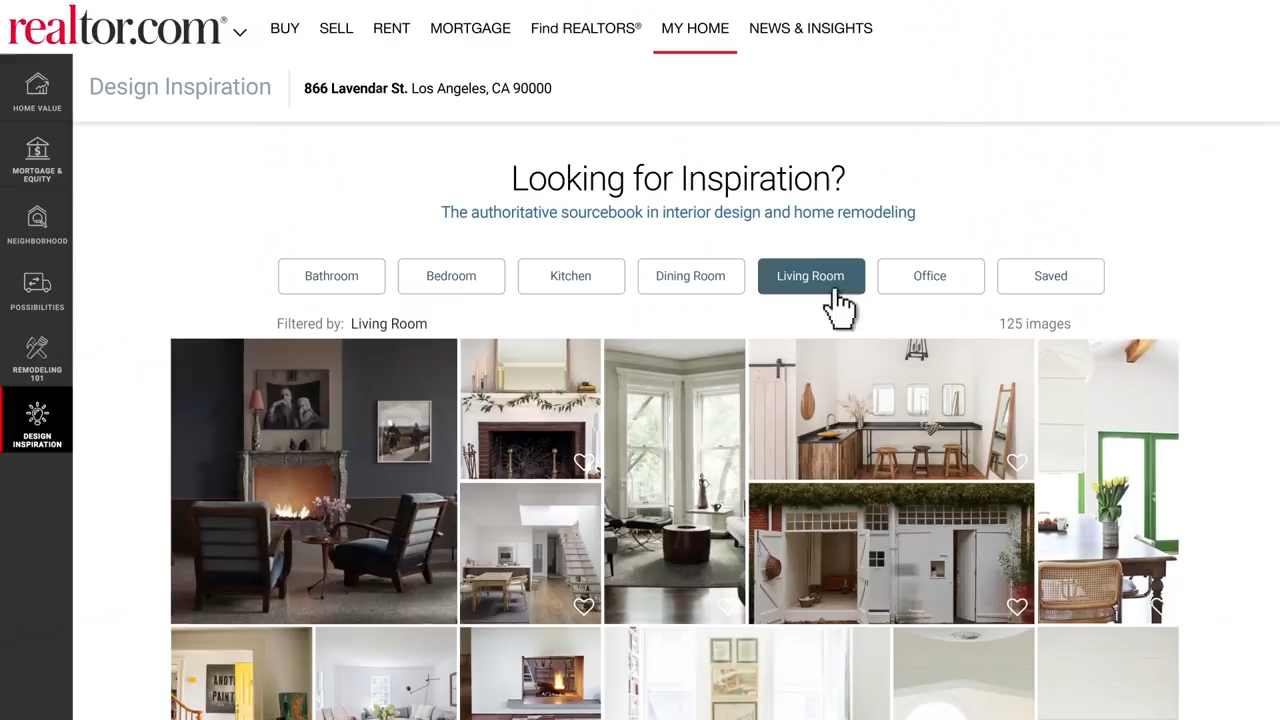 realtor.com®
BUY SELL RENT MORTGAGE Find REALTORS® MY HOME NEWS & INSIGHTS
Design Inspiration
866 Lavendar St. Los Angeles, CA 90000
HOME VALUE
MORTGAGE &
EQUITY
NEIGHBORHOOD
POSSIBILITIES
REMODELING
101
DESIGN
INSPIRATION
Looking for Inspiration?
The authoritative sourcebook in interior design and home remodeling
Bathroom Bedroom Kitchen Dining Room Living Room Office Saved
Filtered by: Living Room
125 images
ANOT
PAINT